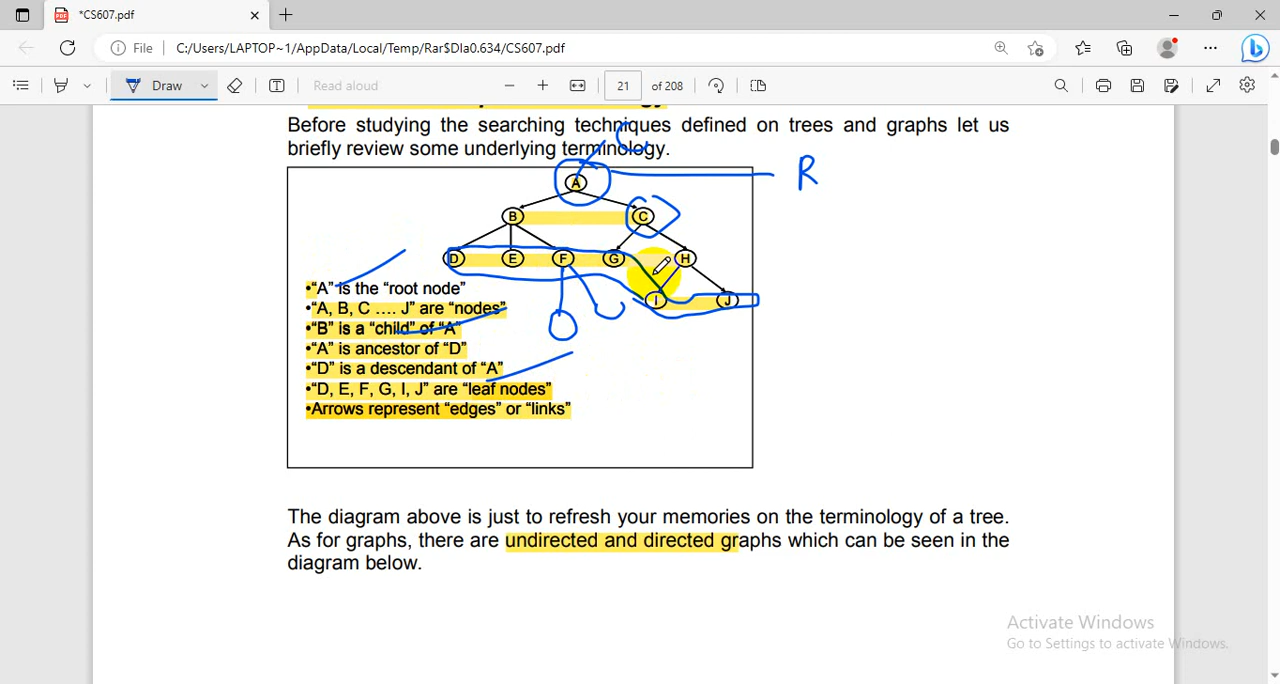 *CS607.pdf
File C:/Users/LAPTOP~1/AppData/Local/Temp/Rar$DIa0.634/CS607.pdf
Draw Read aloud 21 of 208
Before studying the searching techniques defined on trees and graphs let us
briefly review some underlying terminology.
C
R
A
B C
D E F G H
I J
•“A” is the “root node”
•“A, B, C …. J” are “nodes”
•“B” is a “child” of “A”
•“A” is ancestor of “D”
•“D” is a descendant of “A”
•“D, E, F, G, I, J” are “leaf nodes”
•Arrows represent “edges” or “links”
The diagram above is just to refresh your memories on the terminology of a tree.
As for graphs, there are undirected and directed graphs which can be seen in the
diagram below.
Activate Windows
Go to Settings to activate Windows.